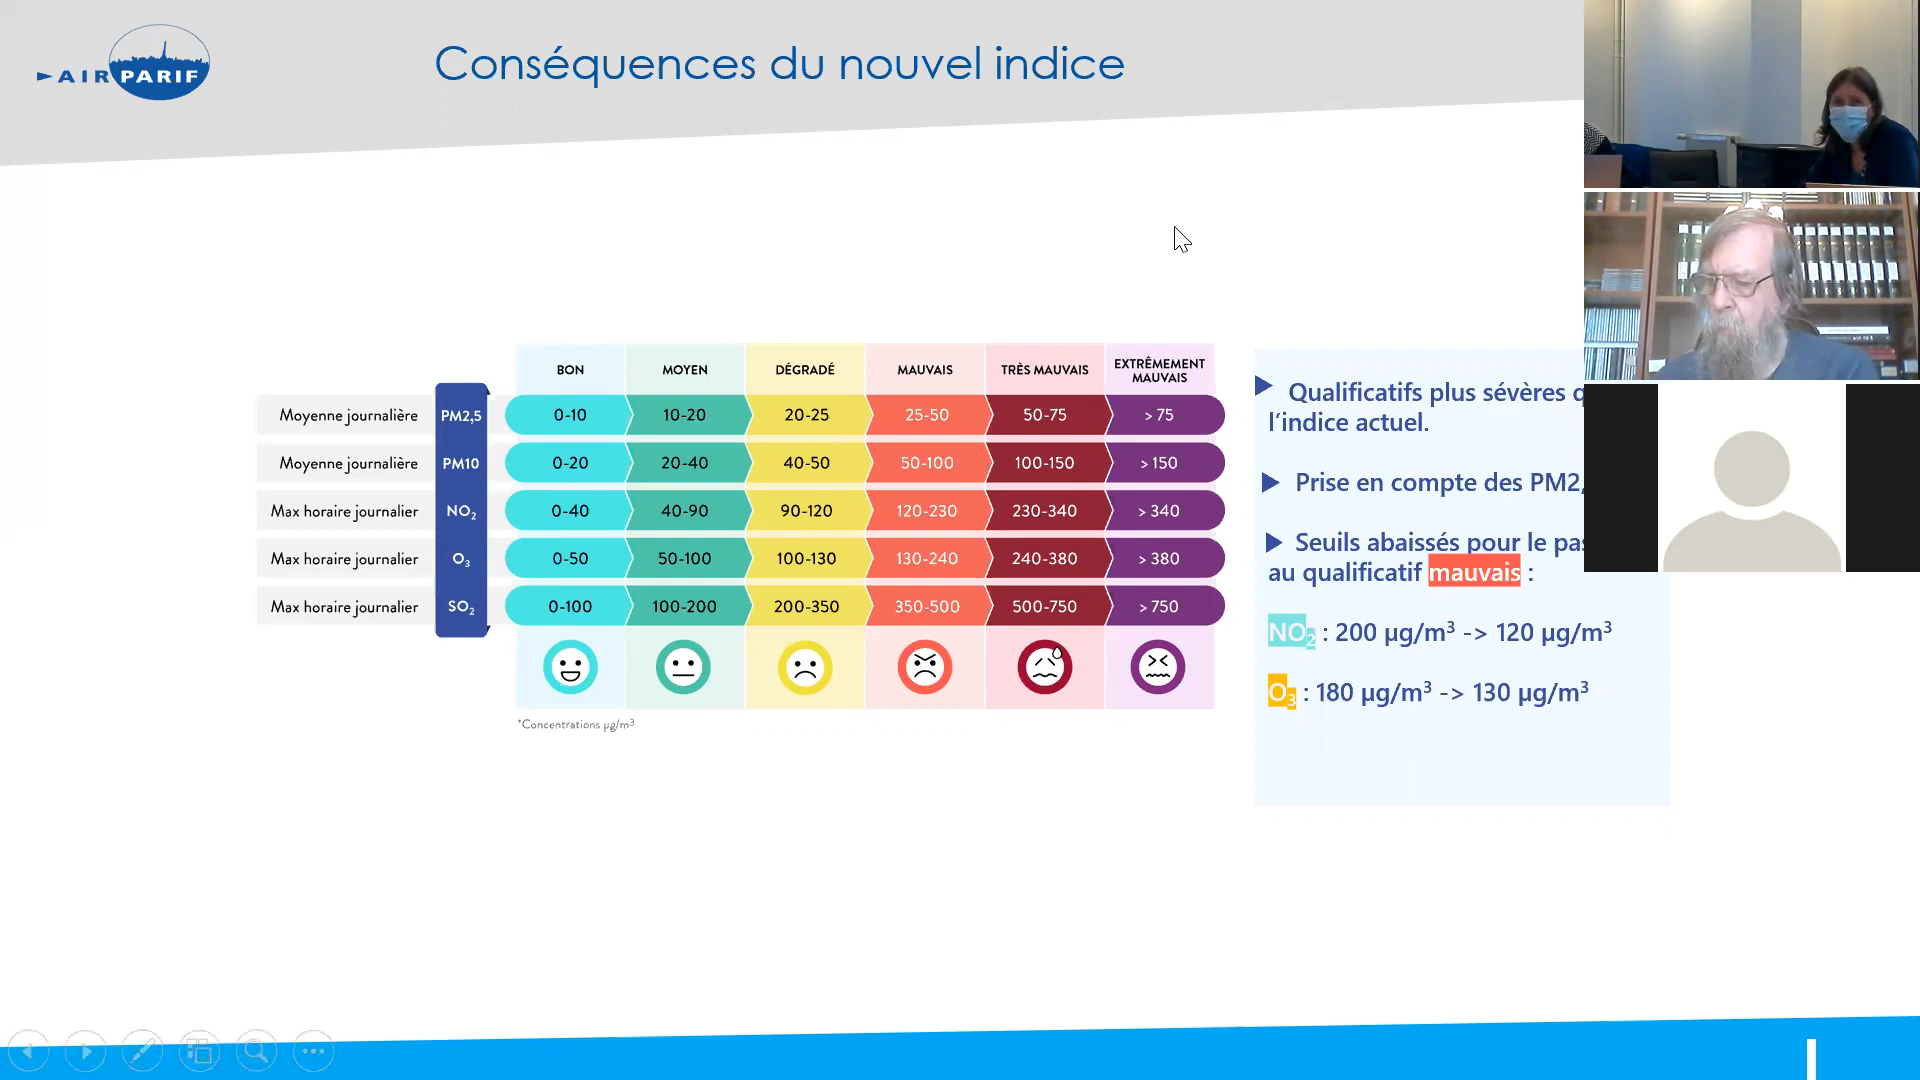 AIRPARIF
Conséquences du nouvel indice
BON MOYEN DÉGRADÉ MAUVAIS TRÈS MAUVAIS EXTRÊMEMENT
MAUVAIS
Moyenne journalière PM2,5 0-10 10-20 20-25 25-50 50-75 > 75
Moyenne journalière PM10 0-20 20-40 40-50 50-100 100-150 > 150
Max horaire journalier NO₂ 0-40 40-90 90-120 120-230 230-340 > 340
Max horaire journalier O₃ 0-50 50-100 100-130 130-240 240-380 > 380
Max horaire journalier SO₂ 0-100 100-200 200-350 350-500 500-750 > 750
*Concentrations µg/m³
Qualificatifs plus sévères
l’indice actuel.
Prise en compte des PM2,
Seuils abaissés pour le
au qualificatif mauvais :
NO₂ : 200 µg/m³ -> 120 µg/m³
O₃ : 180 µg/m³ -> 130 µg/m³